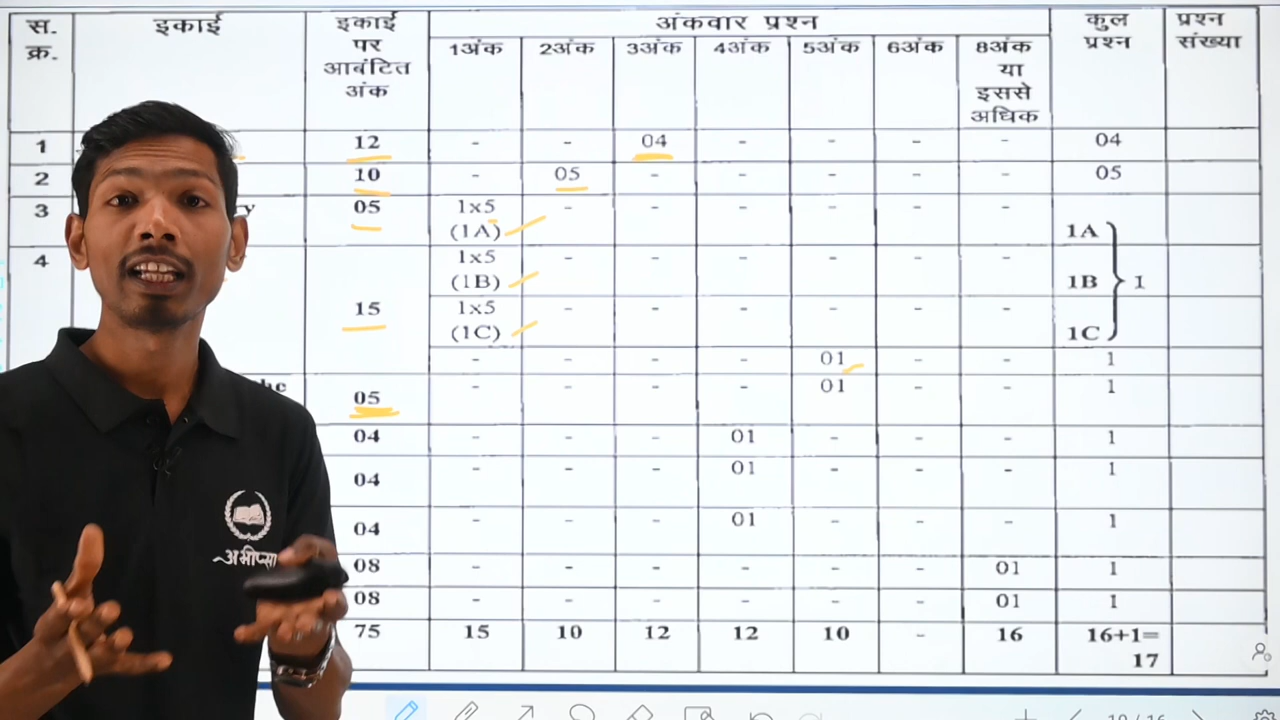 स. क्र. इकाई इकाई पर आबंटित अंक अंकवार प्रश्न कुल प्रश्न प्रश्न संख्या
1अंक 2अंक 3अंक 4अंक 5अंक 6अंक 8अंक या इससे अधिक
1 12 - - 04 - - - - 04
2 10 - 05 - - - - - 05
3 05 1x5 (1A) - - - - - - 1A
4 15 1x5 (1B) - - - - - - 1B 1
1x5 (1C) - - - - - - 1C
- - - - 01 - - 1
05 - - - - 01 - - 1
04 - - - 01 - - - 1
04 - - - 01 - - - 1
04 - - - 01 - - - 1
08 - - - - - - 01 1
08 - - - - - - 01 1
75 15 10 12 12 10 - 16 16+1= 17
अभीप्सा